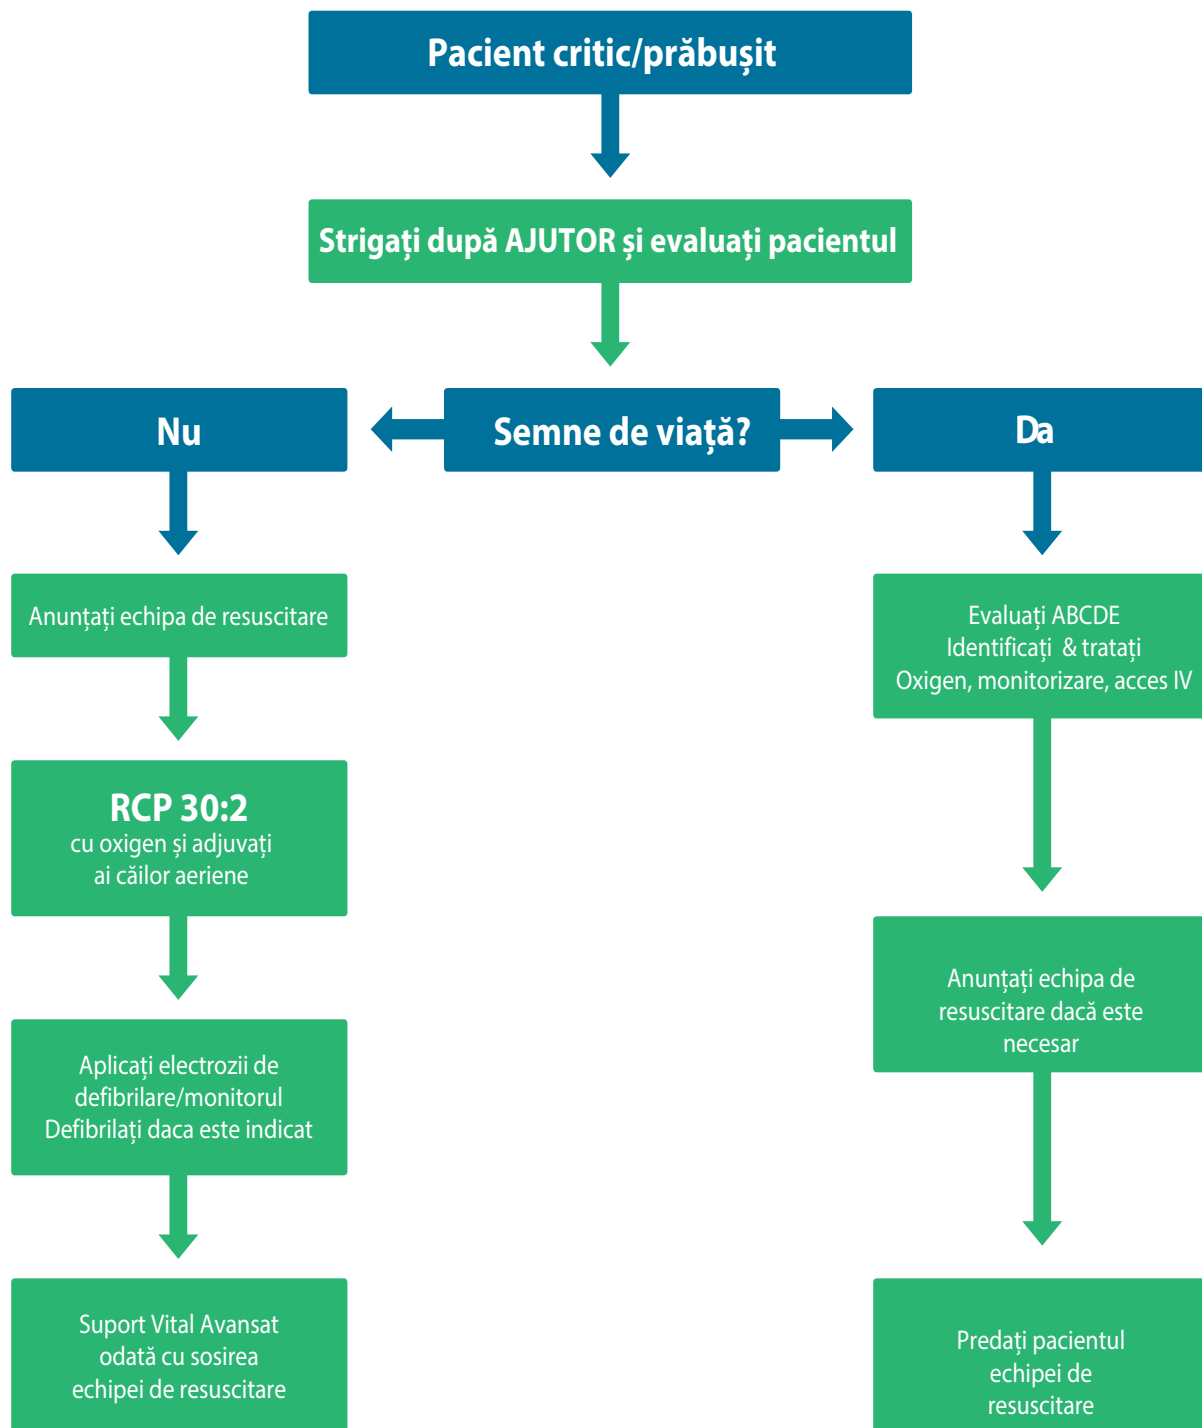 Pacient critic/prăbușit
Strigați după AJUTOR și evaluați pacientul
Nu
Semne de viață?
Da
Anunțați echipa de resuscitare
RCP 30:2
cu oxigen și adjuvați
ai căilor aeriene
Aplicați electrozii de
defibrilare/monitorul
Defibrilați daca este indicat
Suport Vital Avansat
odată cu sosirea
echipei de resuscitare
Evaluați ABCDE
Identificați & tratați
Oxigen, monitorizare, acces IV
Anunțați echipa de
resuscitare dacă este
necesar
Predați pacientul
echipei de
resuscitare